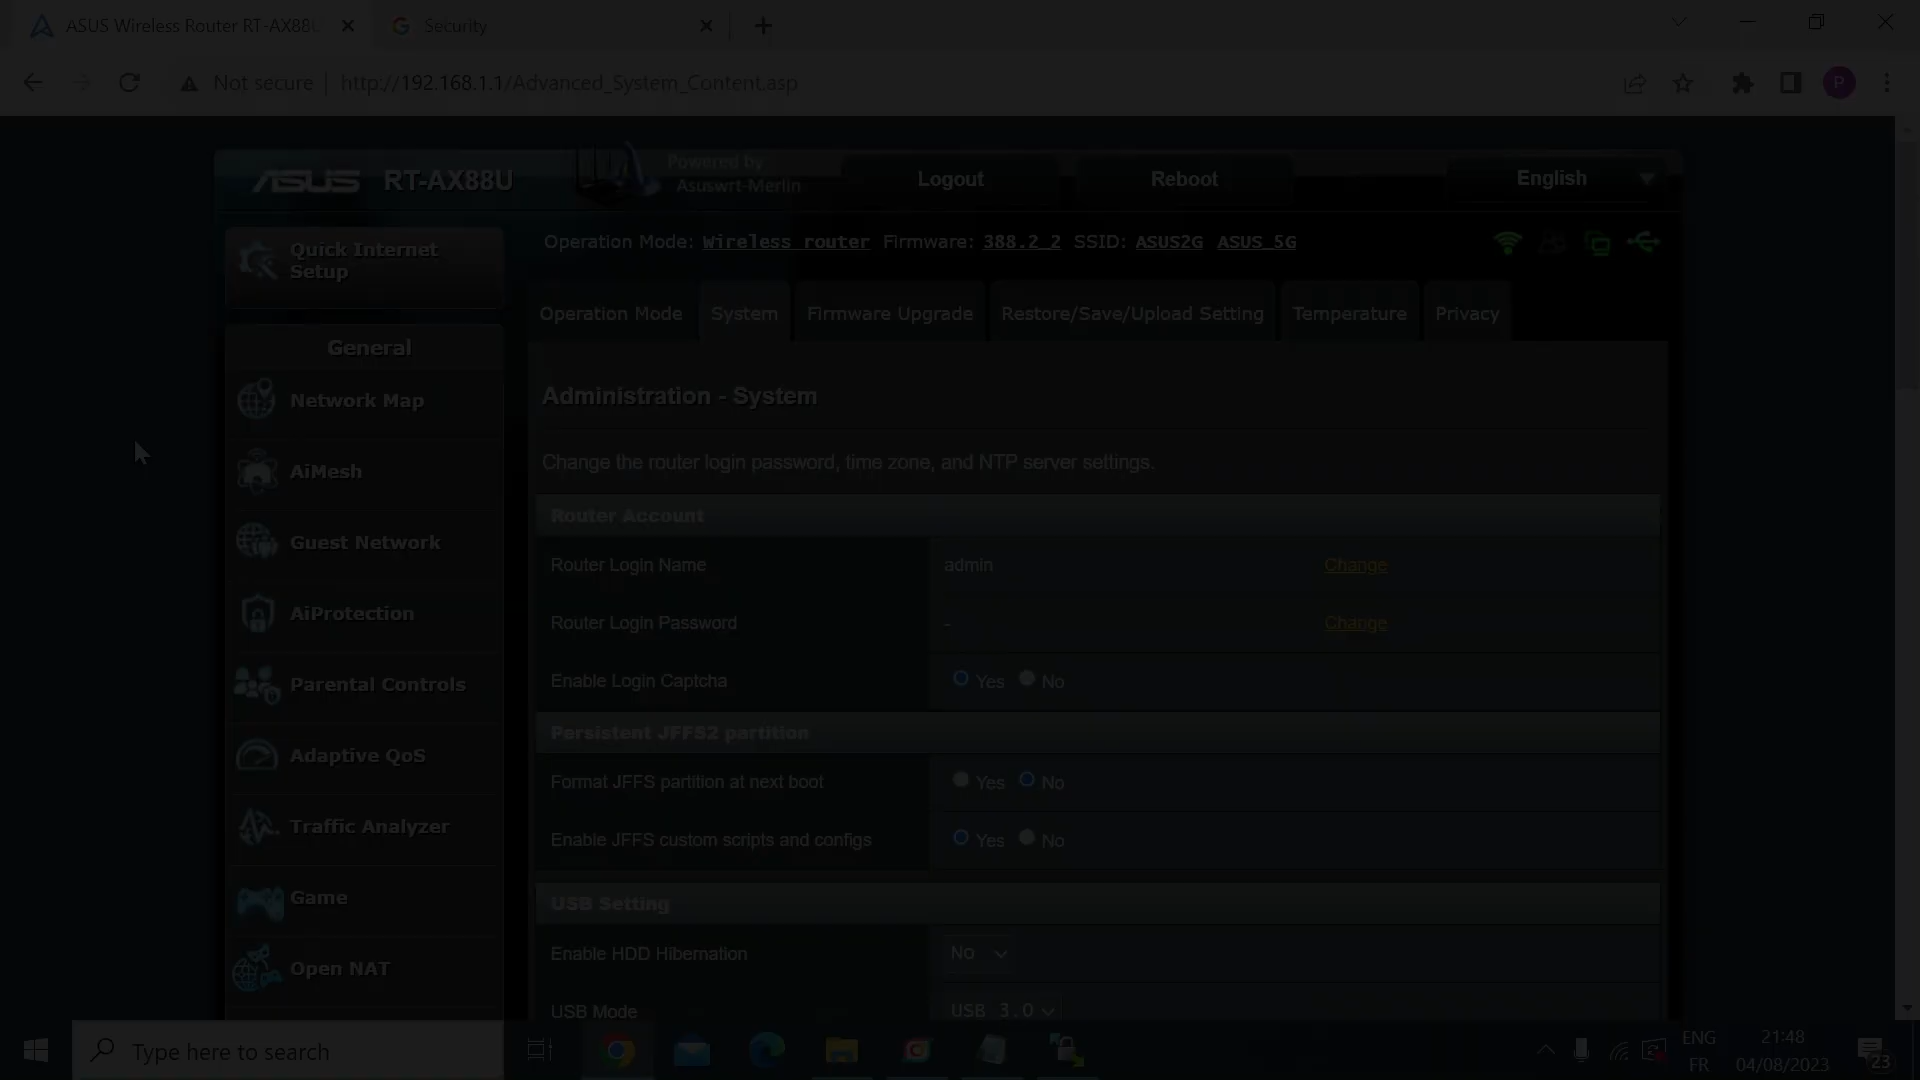 ASUS Wireless Router RT-AX88U
Security
Not secure
http://192.168.1.1/Advanced_System_Content.asp
P
ASUS
RT-AX88U
Powered by
Asuswrt-Merlin
Logout
Reboot
English
Quick Internet
Setup
Operation Mode: Wireless router Firmware: 388.2_2 SSID: ASUS2G ASUS_5G
Operation Mode
System
Firmware Upgrade
Restore/Save/Upload Setting
Temperature
Privacy
General
Network Map
AiMesh
Guest Network
AiProtection
Parental Controls
Adaptive QoS
Traffic Analyzer
Game
Open NAT
Administration - System
Change the router login password, time zone, and NTP server settings.
Router Account
Router Login Name admin Change
Router Login Password - Change
Enable Login Captcha Yes No
Persistent JFFS2 partition
Format JFFS partition at next boot Yes No
Enable JFFS custom scripts and configs Yes No
USB Setting
Enable HDD Hibernation No
USB Mode USB 3.0
Type here to search
ENG
FR
21:48
04/08/2023
23